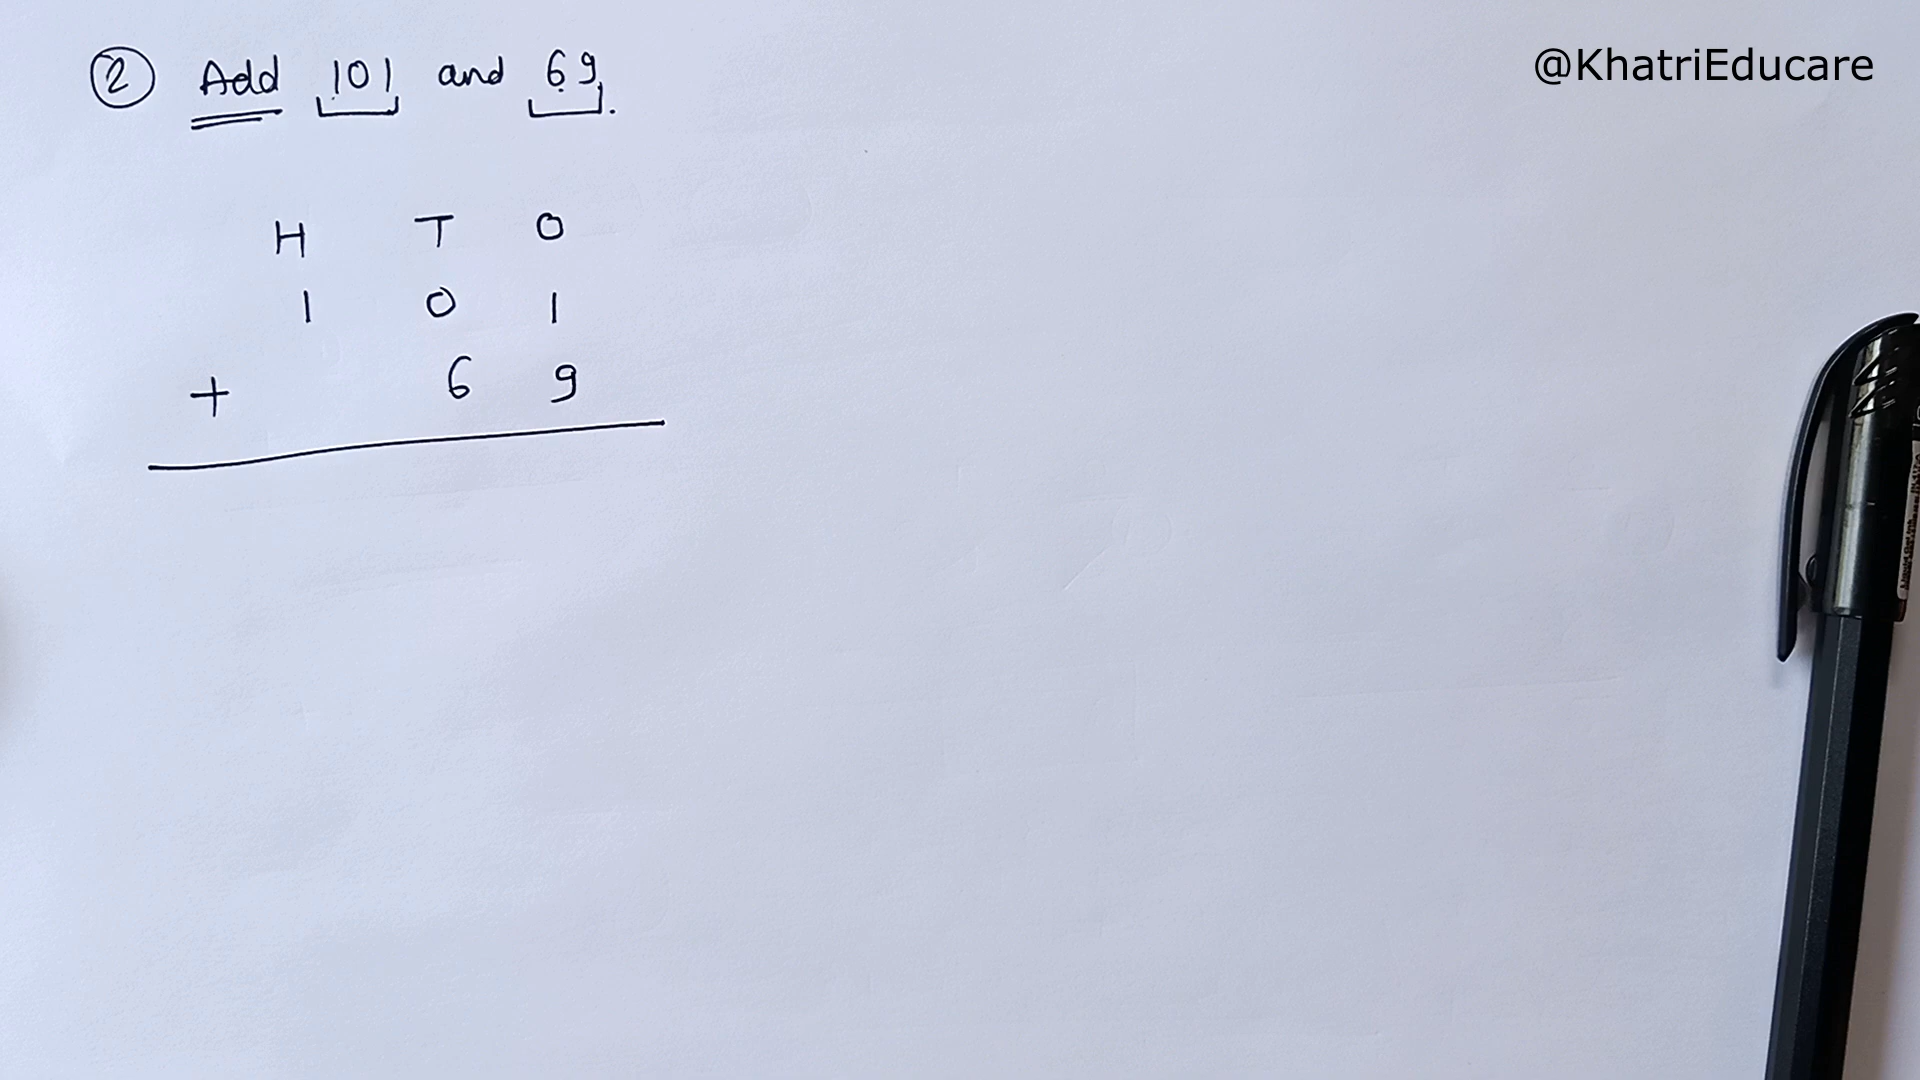 @KhatriEducare
② Add 101 and 69.
H T O
1 0 1
+ 6 9